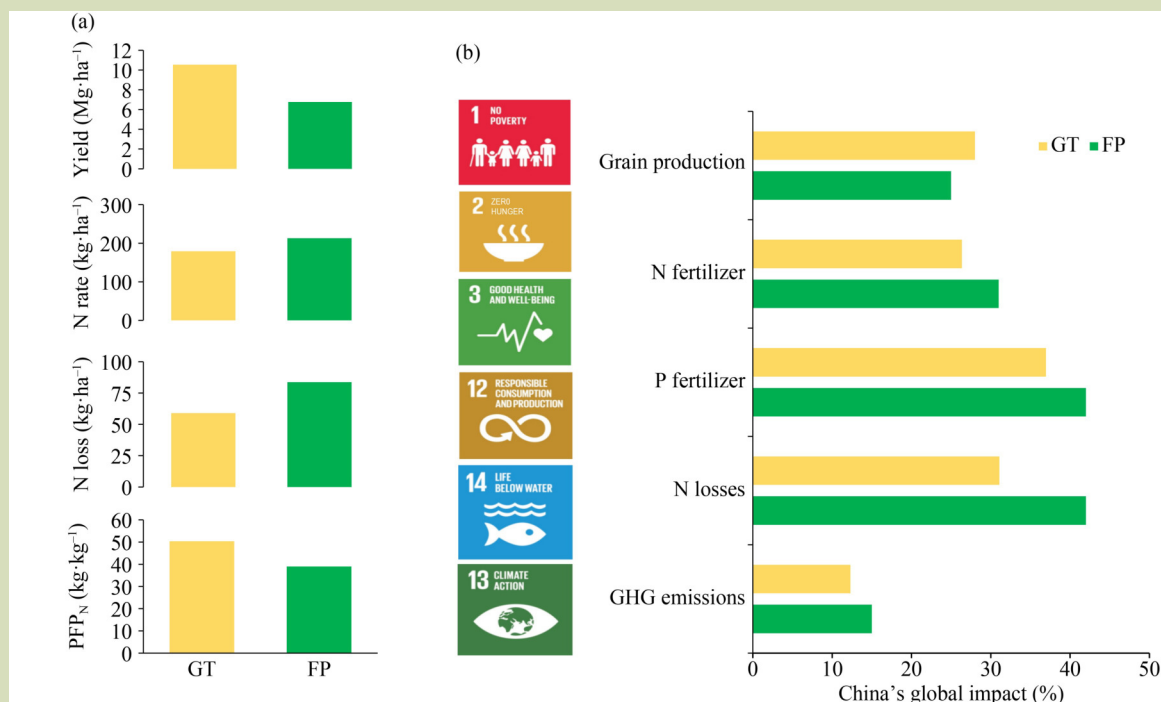 (a)
Yield (Mg·ha⁻¹)
12
10
8
6
4
2
0
N rate (kg·ha⁻¹)
300
200
100
0
N loss (kg·ha⁻¹)
100
75
50
25
0
PFP_N (kg·kg⁻¹)
60
50
40
30
20
10
0
GT FP
(b)
1 NO
POVERTY
2 ZERO
HUNGER
3 GOOD HEALTH
AND WELL-BEING
12 RESPONSIBLE
CONSUMPTION
AND PRODUCTION
14 LIFE
BELOW WATER
13 CLIMATE
ACTION
GT FP
Grain production
N fertilizer
P fertilizer
N losses
GHG emissions
0 10 20 30 40 50
China's global impact (%)